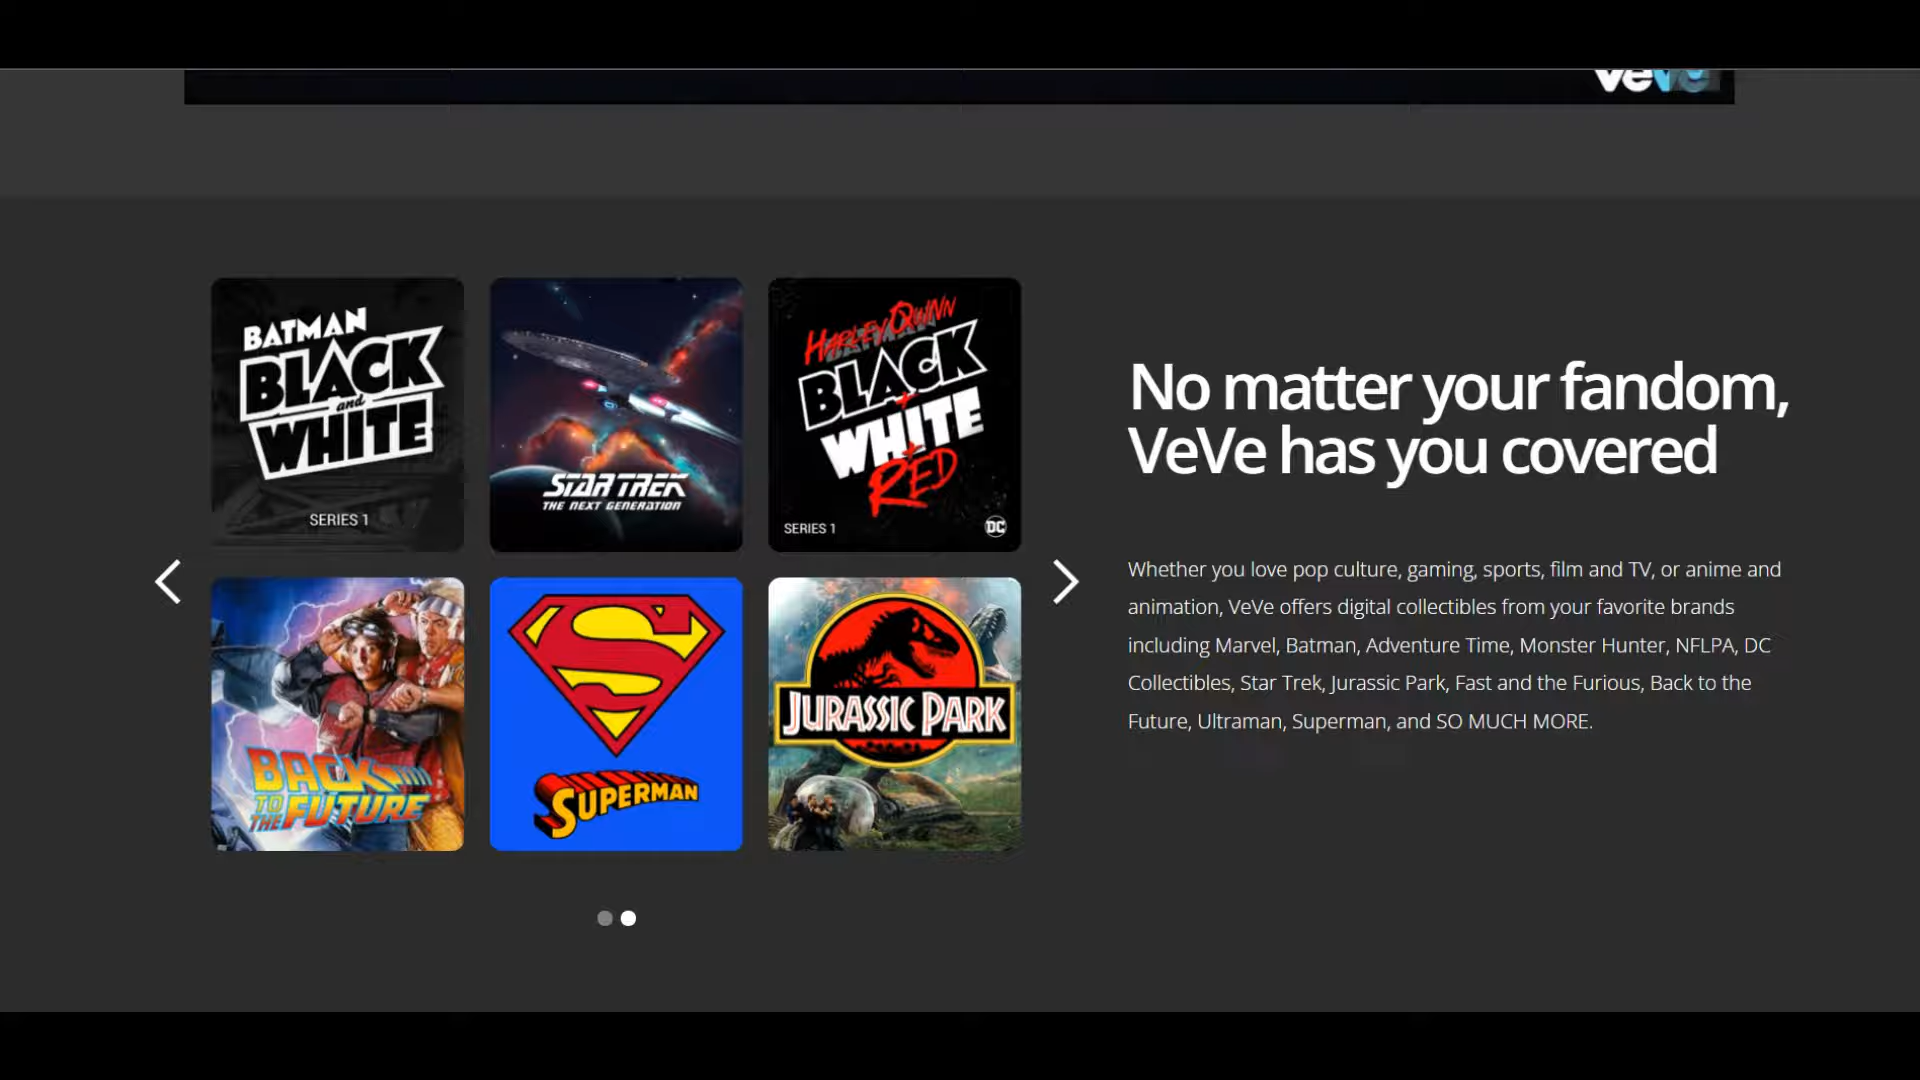 VeVe
BATMAN
BLACK
and
WHITE
SERIES 1
STAR TREK
THE NEXT GENERATION
HARLEY QUINN
BLACK
+
WHITE
+
RED
SERIES 1
DC
BACK
TO
THE FUTURE
SUPERMAN
JURASSIC PARK
No matter your fandom,
VeVe has you covered
Whether you love pop culture, gaming, sports, film and TV, or anime and
animation, VeVe offers digital collectibles from your favorite brands
including Marvel, Batman, Adventure Time, Monster Hunter, NFLPA, DC
Collectibles, Star Trek, Jurassic Park, Fast and the Furious, Back to the
Future, Ultraman, Superman, and SO MUCH MORE.